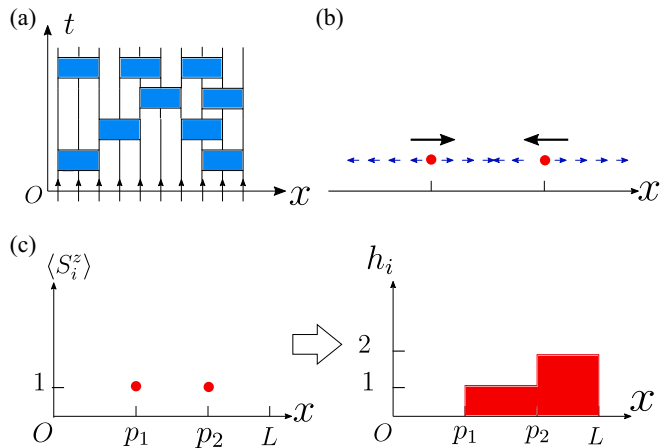 (a)
t
O
x
(b)
x
(c)
⟨S_i^z⟩
1
O
p_1
p_2
L
x
h_i
2
1
O
p_1
p_2
L
x